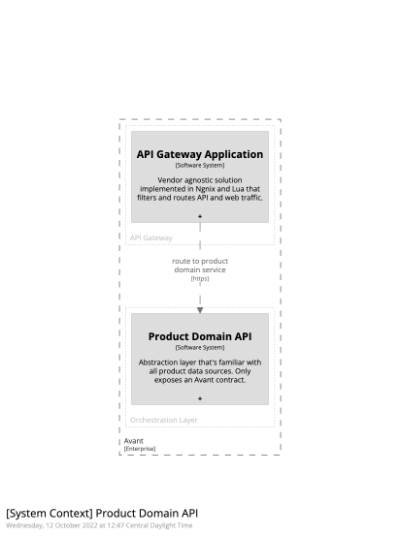 API Gateway Application
[Software System]
Vendor agnostic solution
implemented in Ngnix and Lua that
filters and routes API and web traffic.
+
API Gateway
route to product
domain service
[https]
Product Domain API
[Software System]
Abstraction layer that's familiar with
all product data sources. Only
exposes an Avant contract.
+
Orchestration Layer
Avant
[Enterprise]
[System Context] Product Domain API
Wednesday, 12 October 2022 at 12:47 Central Daylight Time